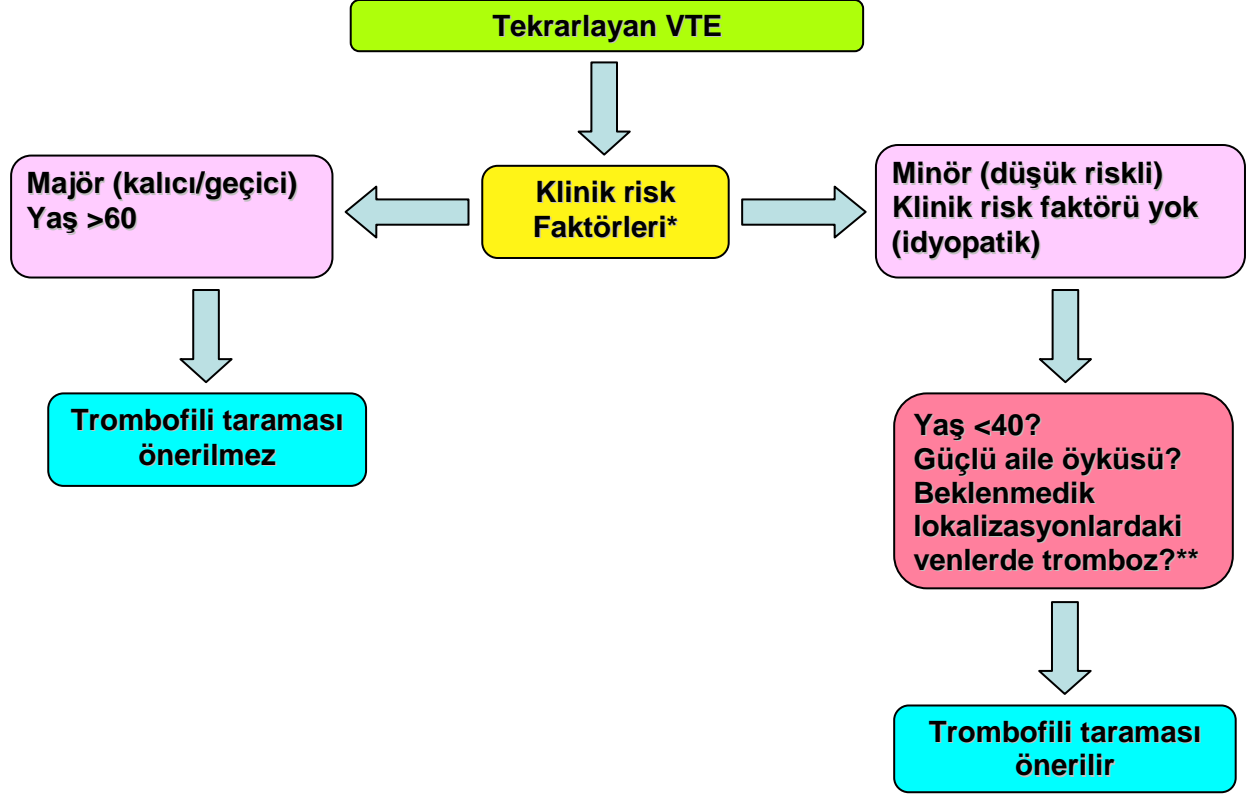 Tekrarlayan VTE
Majör (kalıcı/geçici)
Yaş >60
Klinik risk
Faktörleri*
Minör (düşük riskli)
Klinik risk faktörü yok
(idyopatik)
Trombofili taraması
önerilmez
Yaş <40?
Güçlü aile öyküsü?
Beklenmedik
lokalizasyonlardaki
venlerde tromboz?**
Trombofili taraması
önerilir